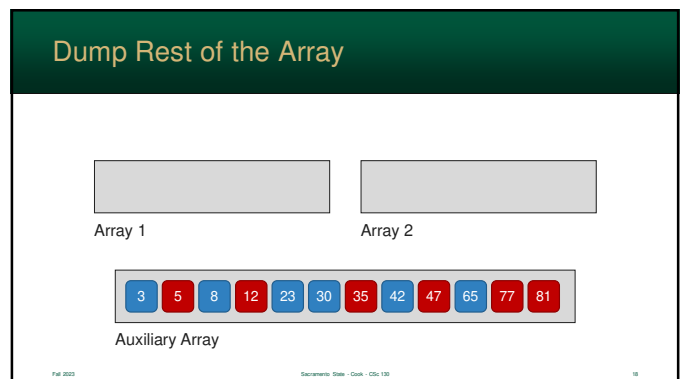 Dump Rest of the Array
Array 1 Array 2
3 5 8 12 23 30 35 42 47 65 77 81
Auxiliary Array
Fall 2023 Sacramento State - Cook - CSc 130 18